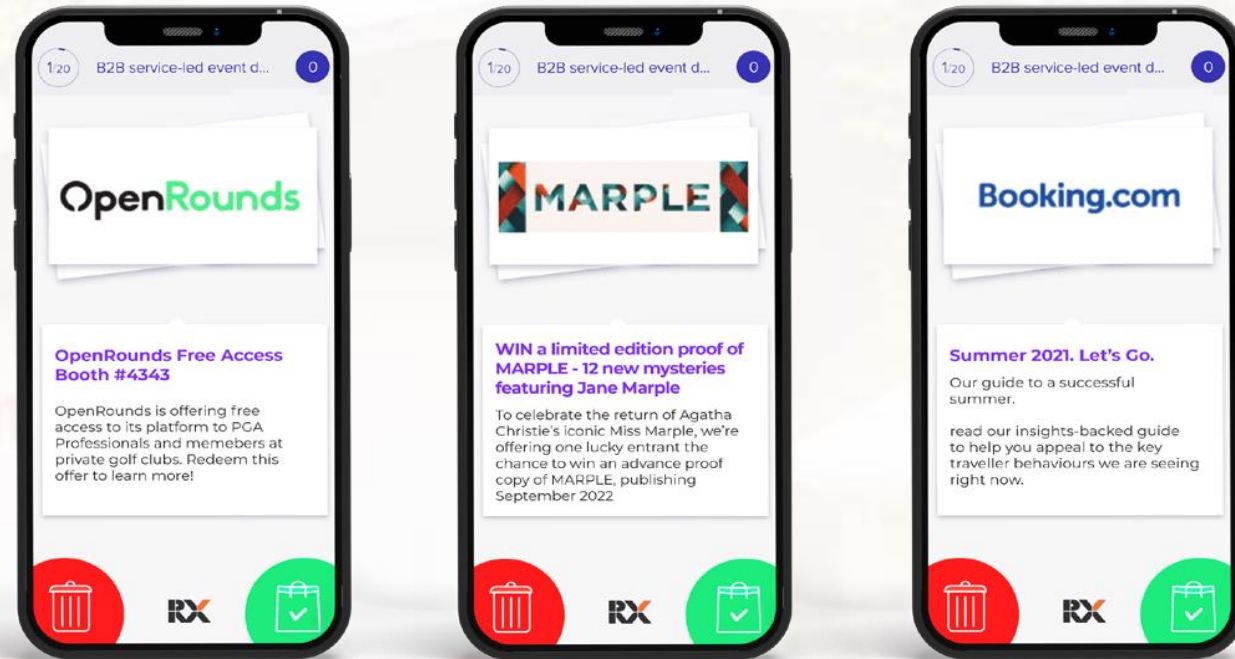 1/20 B2B service-led event d... 0
OpenRounds
OpenRounds Free Access
Booth #4343
OpenRounds is offering free
access to its platform to PGA
Professionals and memebers at
private golf clubs. Redeem this
offer to learn more!
RX
1/20 B2B service-led event d... 0
MARPLE
WIN a limited edition proof of
MARPLE - 12 new mysteries
featuring Jane Marple
To celebrate the return of Agatha
Christie's iconic Miss Marple, we're
offering one lucky entrant the
chance to win an advance proof
copy of MARPLE, publishing
September 2022
RX
1/20 B2B service-led event d... 0
Booking.com
Summer 2021. Let's Go.
Our guide to a successful
summer.
read our insights-backed guide
to help you appeal to the key
traveller behaviours we are seeing
right now.
RX